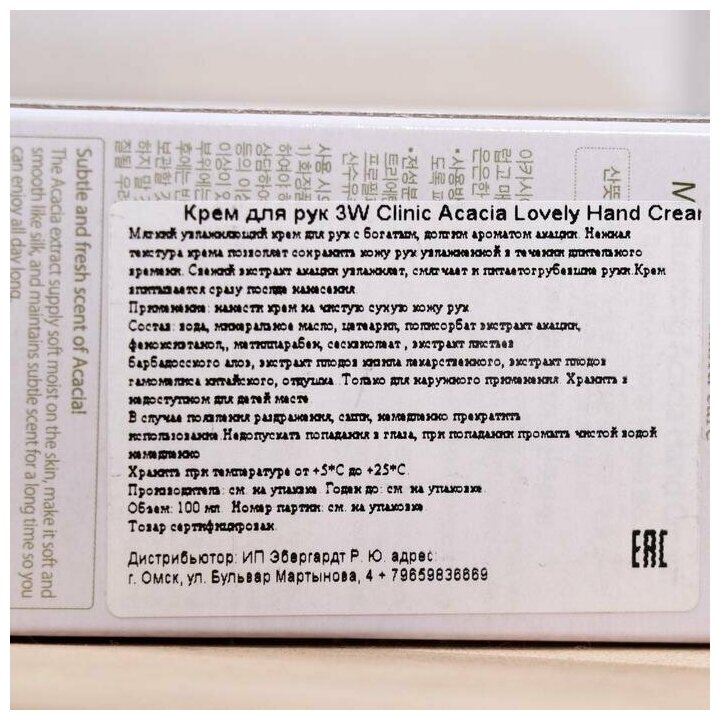 Крем для рук 3W Clinic Acacia Lovely Hand Crear
Мягкий увлажняющий крем для рук с богатым, долгим ароматом акации. Нежная
текстура крема позволяет сохранить кожу рук увлажненной в течении длительного
времени. Свежий экстракт акации увлажняет, смягчает и питаетогрубевшие руки.Крем
впитывается сразу после нанесения.
Применение: нанести крем на чистую сухую кожу рук
Состав: вода, минеральное масло, цетеарил, полисорбат экстракт акации,
феноксиэтанол,, метилпарабен, сесквиолеат , экстракт листьев
барбадосского алоэ, экстракт плодов кизила лекарственного, экстракт плодов
гамомелиса китайского, отдушка. Только для наружного применения. Хранить в
недоступном для детей месте
В случае появления раздражения, сыпи, немедленно прекратить
использование.Недопускать попадания в глаза, при попадании промыть чистой водой
немедленно
Хранить при температуре от +5*С до +25*С.
Производитель: см. на упаковке. Годен до: см. на упаковке.
Объем: 100 мл. Номер партии: см. на упаковке
Товар сертифицирован.
Дистрибьютор: ИП Эбергардт Р. Ю. адрес:
г. Омск, ул. Бульвар Мартынова, 4 + 79659836669
EAC
Subtle and fresh scent of Acacia!
The Acacia extract supply soft moist on the skin, make it soft and
smooth like silk, and maintains subtle scent for a long time so you
can enjoy all day long